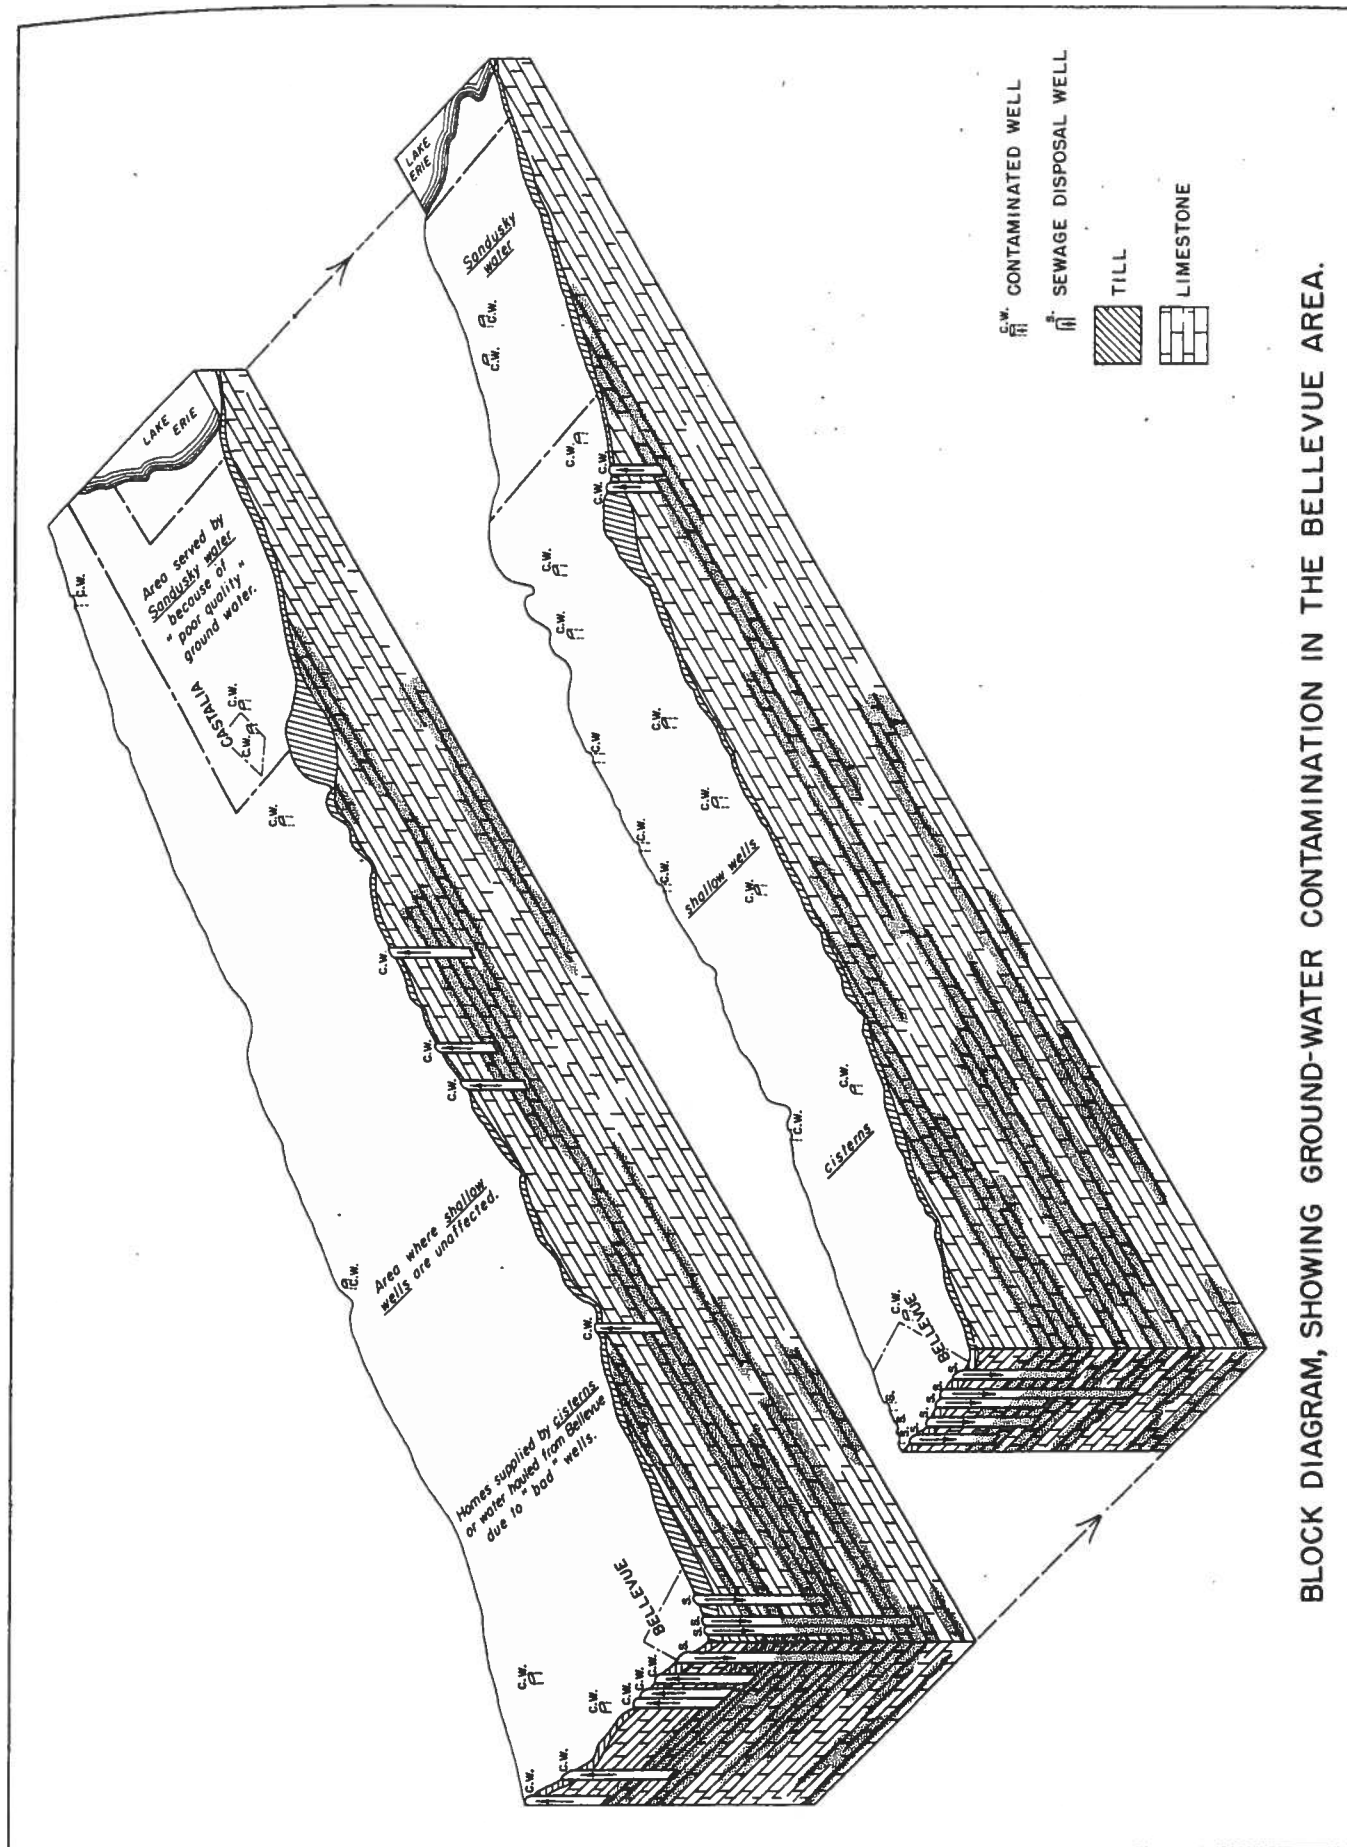 LAKE
ERIE
C.W.
Area served by
Sandusky water
because of
"poor quality"
ground water.
CASTALIA
C.W.
C.W.
C.W.
C.W.
C.W.
C.W.
C.W.
Area where shallow
wells are unaffected.
C.W.
Homes supplied by cisterns
or water hauled from Bellevue
due to "bad" wells.
BELLEVUE
S.
S.
S.
S.
C.W.
C.W.
C.W.
C.W.
C.W.
C.W.
C.W.
LAKE
ERIE
Sandusky
water
C.W.
C.W.
C.W.
C.W.
C.W.
C.W.
C.W.
C.W.
C.W.
C.W.
C.W.
C.W.
shallow wells
C.W.
C.W.
C.W.
cisterns
C.W.
BELLEVUE
S.
S.
S.
S.
S.
S.
S.
S.
C.W. CONTAMINATED WELL
S. SEWAGE DISPOSAL WELL
TILL
LIMESTONE
BLOCK DIAGRAM, SHOWING GROUND-WATER CONTAMINATION IN THE BELLEVUE AREA.